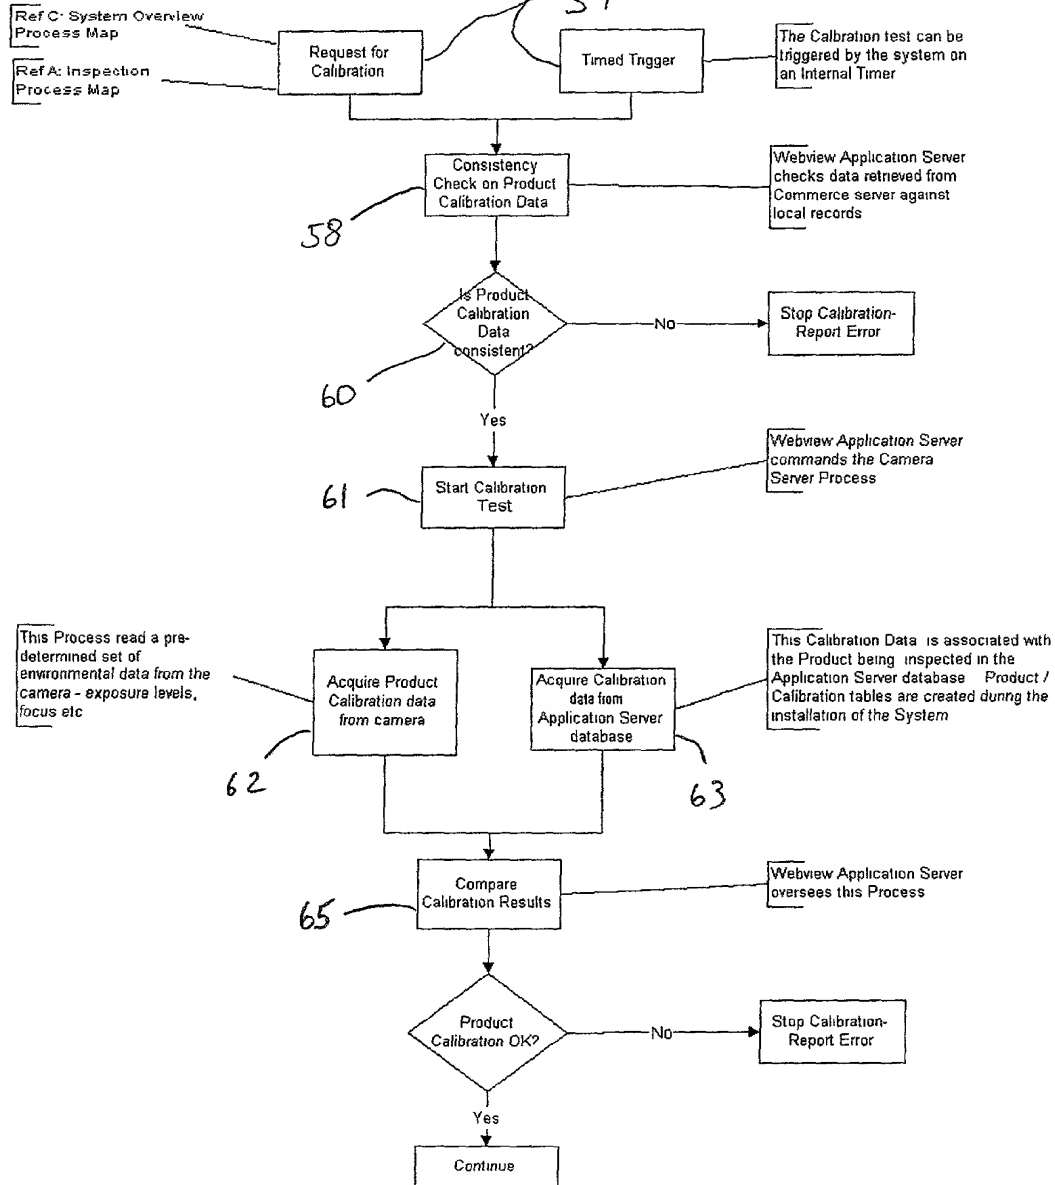 Ref C: System Overview
Process Map
Ref A: Inspection
Process Map
Request for
Calibration
Timed Trigger
The Calibration test can be
triggered by the system on
an Internal Timer
Consistency
Check on Product
Calibration Data
58
Webview Application Server
checks data retrieved from
Commerce server against
local records
Is Product
Calibration
Data
consistent?
60
No
Stop Calibration-
Report Error
Yes
Start Calibration
Test
61
Webview Application Server
commands the Camera
Server Process
This Process read a pre-
determined set of
environmental data from the
camera - exposure levels,
focus etc
Acquire Product
Calibration data
from camera
62
Acquire Calibration
data from
Application Server
database
63
This Calibration Data is associated with
the Product being inspected in the
Application Server database Product /
Calibration tables are created during the
installation of the System
Compare
Calibration Results
65
Webview Application Server
oversees this Process
Product
Calibration OK?
No
Stop Calibration-
Report Error
Yes
Continue